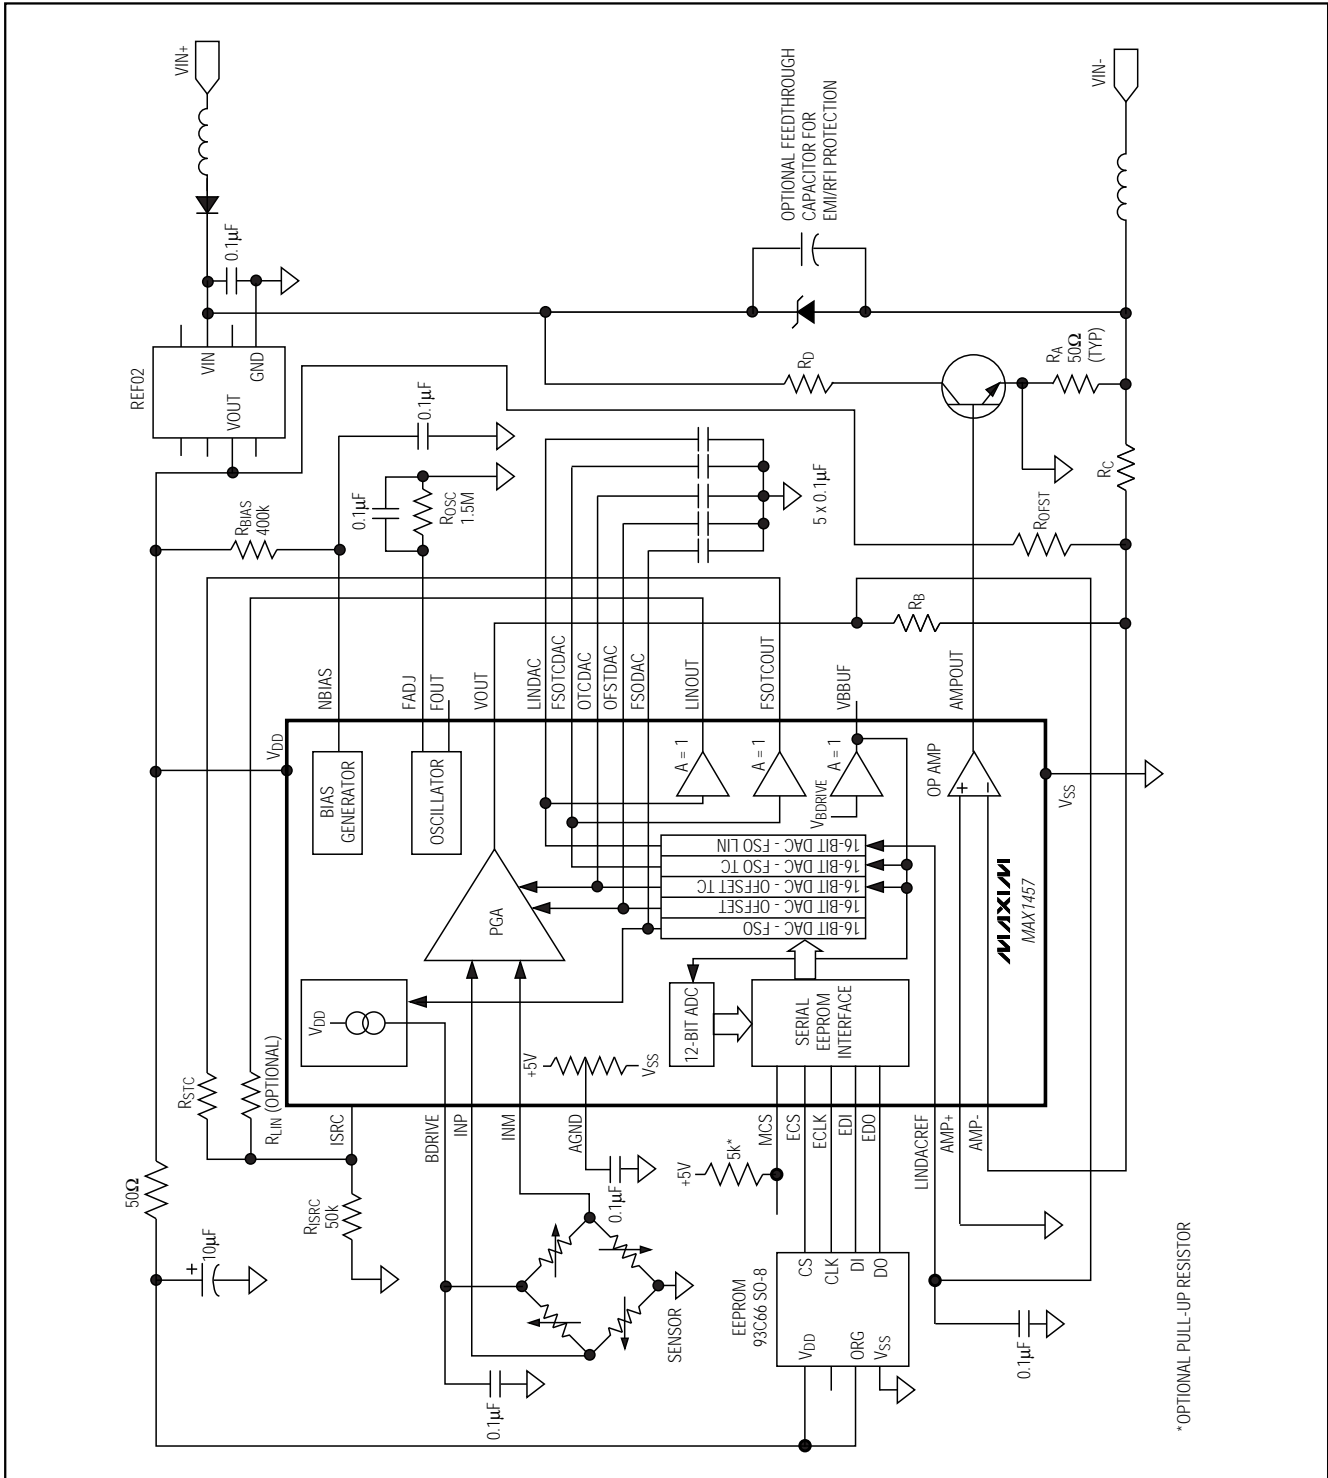 VIN+
REF02
VIN
VOUT
GND
0.1µF
OPTIONAL FEEDTHROUGH
CAPACITOR FOR
EMI/RFI PROTECTION
VIN-
RBIAS
400k
0.1µF
0.1µF
ROSC
1.5M
5 x 0.1µF
RD
RA
50Ω
(TYP)
RC
ROFST
RB
VDD
NBIAS
FADJ
FOUT
VOUT
LINDAC
FSOTCDAC
OTCDAC
OFSTDAC
FSODAC
LINOUT
FSOTCOUT
VBBUF
AMPOUT
BIAS
GENERATOR
OSCILLATOR
PGA
A = 1
A = 1
A = 1
VBDRIVE
OP AMP
+
−
VSS
16-BIT DAC - FSO LIN
16-BIT DAC - FSO TC
16-BIT DAC - OFFSET TC
16-BIT DAC - OFFSET
16-BIT DAC - FSO
MAXIM
MAX1457
VDD
+5V
VSS
12-BIT ADC
SERIAL
EEPROM
INTERFACE
50Ω
RSTC
RLIN (OPTIONAL)
ISRC
BDRIVE
INP
INM
AGND
MCS
ECS
ECLK
EDI
EDO
LINDACREF
AMP+
AMP-
+
10µF
RISRC
50k
0.1µF
+5V
5k*
SENSOR
0.1µF
EEPROM
93C66 SO-8
CS
CLK
DI
DO
VDD
ORG
VSS
0.1µF
*OPTIONAL PULL-UP RESISTOR